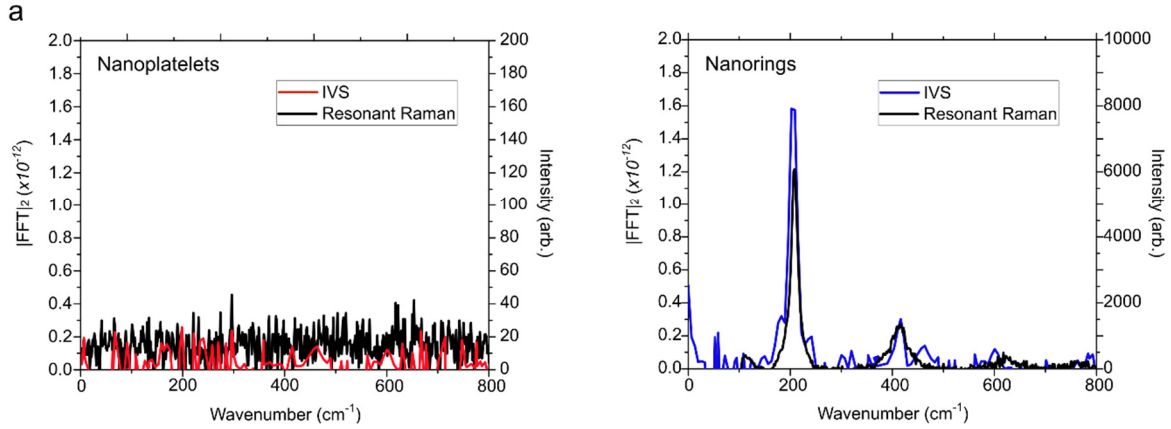 a
Nanoplatelets
IVS
Resonant Raman
2.0
1.8
1.6
1.4
1.2
1.0
0.8
0.6
0.4
0.2
0.0
|FFT|₂ (x10⁻¹²)
200
180
160
140
120
100
80
60
40
20
0
Intensity (arb.)
0 200 400 600 800
Wavenumber (cm⁻¹)
Nanorings
IVS
Resonant Raman
2.0
1.8
1.6
1.4
1.2
1.0
0.8
0.6
0.4
0.2
0.0
|FFT|₂ (x10⁻¹²)
10000
8000
6000
4000
2000
0
Intensity (arb.)
0 200 400 600 800
Wavenumber (cm⁻¹)